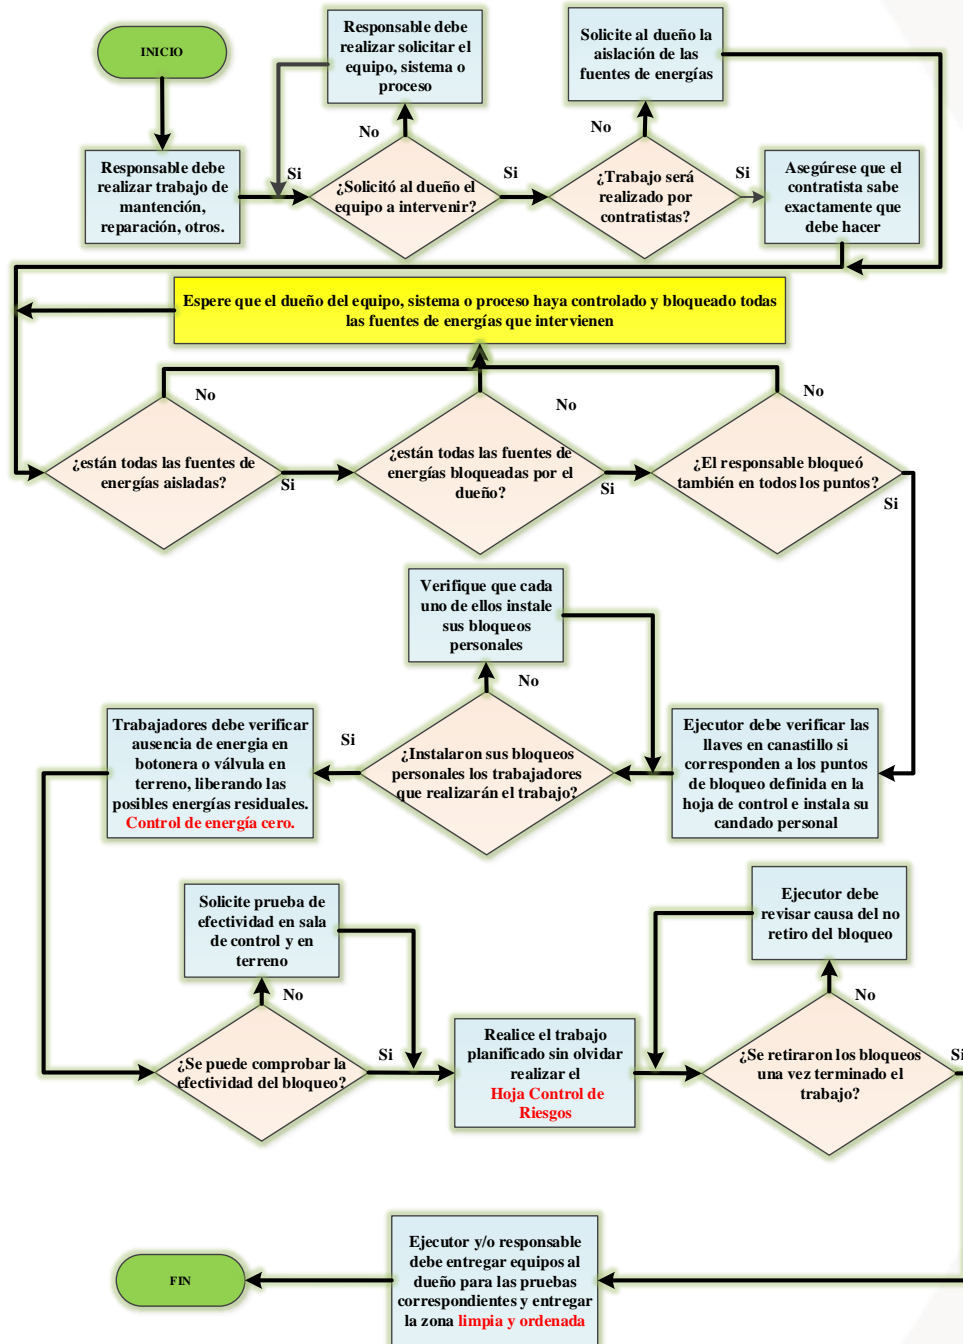 INICIO
Responsable debe
realizar solicitar el
equipo, sistema o
proceso
Solicite al dueño la
aislación de las
fuentes de energías
No
No
Responsable debe
realizar trabajo de
mantención,
reparación, otros.
Si
¿Solicitó al dueño el
equipo a intervenir?
Si
¿Trabajo será
realizado por
contratistas?
Si
Asegúrese que el
contratista sabe
exactamente que
debe hacer
Espere que el dueño del equipo, sistema o proceso haya controlado y bloqueado todas
las fuentes de energías que intervienen
No
No
No
¿están todas las fuentes de
energías aisladas?
Si
¿están todas las fuentes de
energías bloqueadas por el
dueño?
Si
¿El responsable bloqueó
también en todos los puntos?
Si
Verifique que cada
uno de ellos instale
sus bloqueos
personales
No
Trabajadores debe verificar
ausencia de energia en
botonera o válvula en
terreno, liberando las
posibles energías residuales.
Control de energía cero.
Si
¿Instalaron sus bloqueos
personales los trabajadores
que realizarán el trabajo?
Ejecutor debe verificar las
llaves en canastillo si
corresponden a los puntos
de bloqueo definida en la
hoja de control e instala su
candado personal
Solicite prueba de
efectividad en sala
de control y en
terreno
Ejecutor debe
revisar causa del no
retiro del bloqueo
No
No
¿Se puede comprobar la
efectividad del bloqueo?
Si
Realice el trabajo
planificado sin olvidar
realizar el
Hoja Control de
Riesgos
¿Se retiraron los bloqueos
una vez terminado el
trabajo?
Si
Ejecutor y/o responsable
debe entregar equipos al
dueño para las pruebas
correspondientes y entregar
la zona limpia y ordenada
FIN